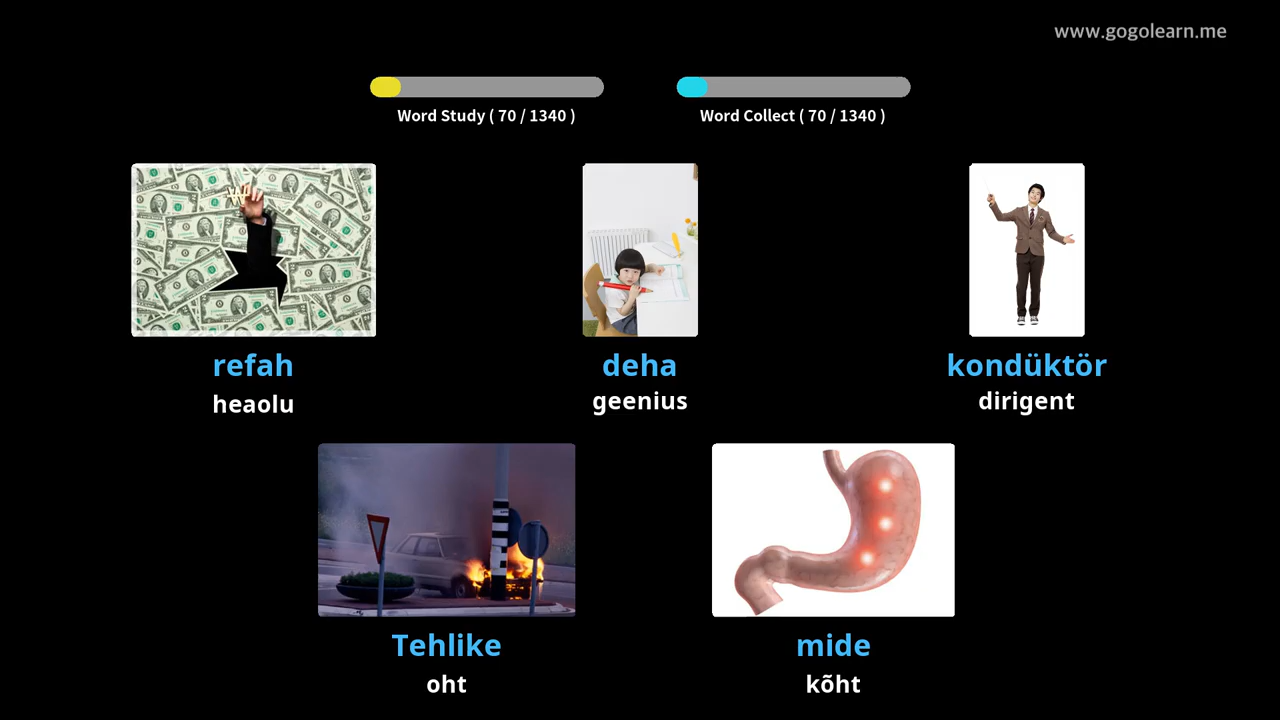 www.gogolearn.me
Word Study ( 70 / 1340 )
Word Collect ( 70 / 1340 )
refah
heaolu
deha
geenius
kondüktör
dirigent
Tehlike
oht
mide
kõht